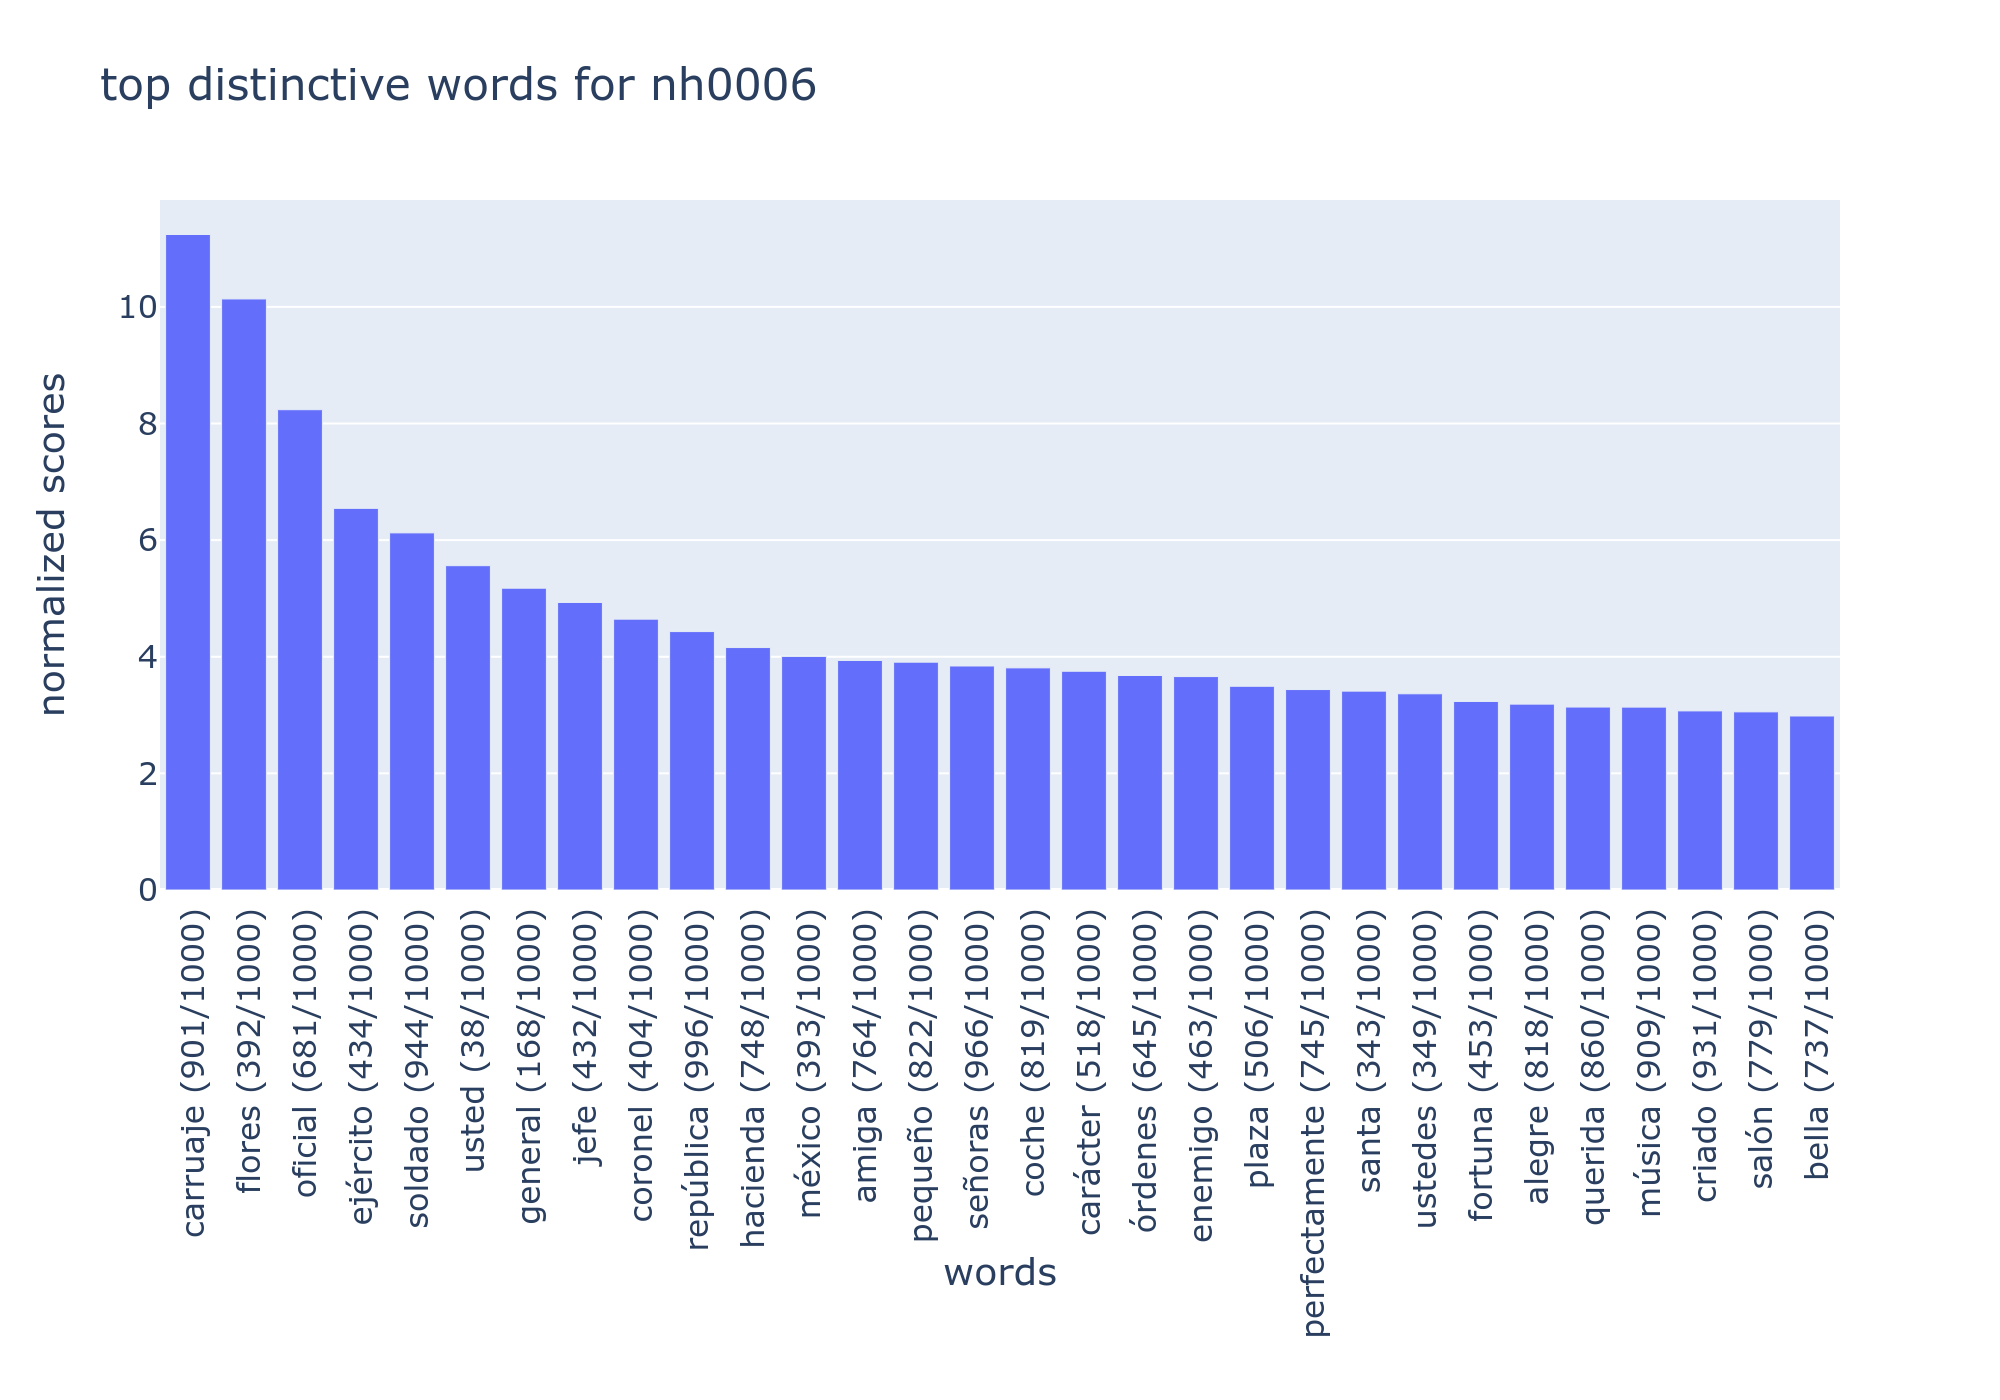 top distinctive words for nh0006
normalized scores
10
8
6
4
2
0
carruaje (901/1000)
flores (392/1000)
oficial (681/1000)
ejército (434/1000)
soldado (944/1000)
usted (38/1000)
general (168/1000)
jefe (432/1000)
coronel (404/1000)
república (996/1000)
hacienda (748/1000)
méxico (393/1000)
amiga (764/1000)
pequeño (822/1000)
señoras (966/1000)
coche (819/1000)
carácter (518/1000)
órdenes (645/1000)
enemigo (463/1000)
plaza (506/1000)
perfectamente (745/1000)
santa (343/1000)
ustedes (349/1000)
fortuna (453/1000)
alegre (818/1000)
querida (860/1000)
música (909/1000)
criado (931/1000)
salón (779/1000)
bella (737/1000)
words